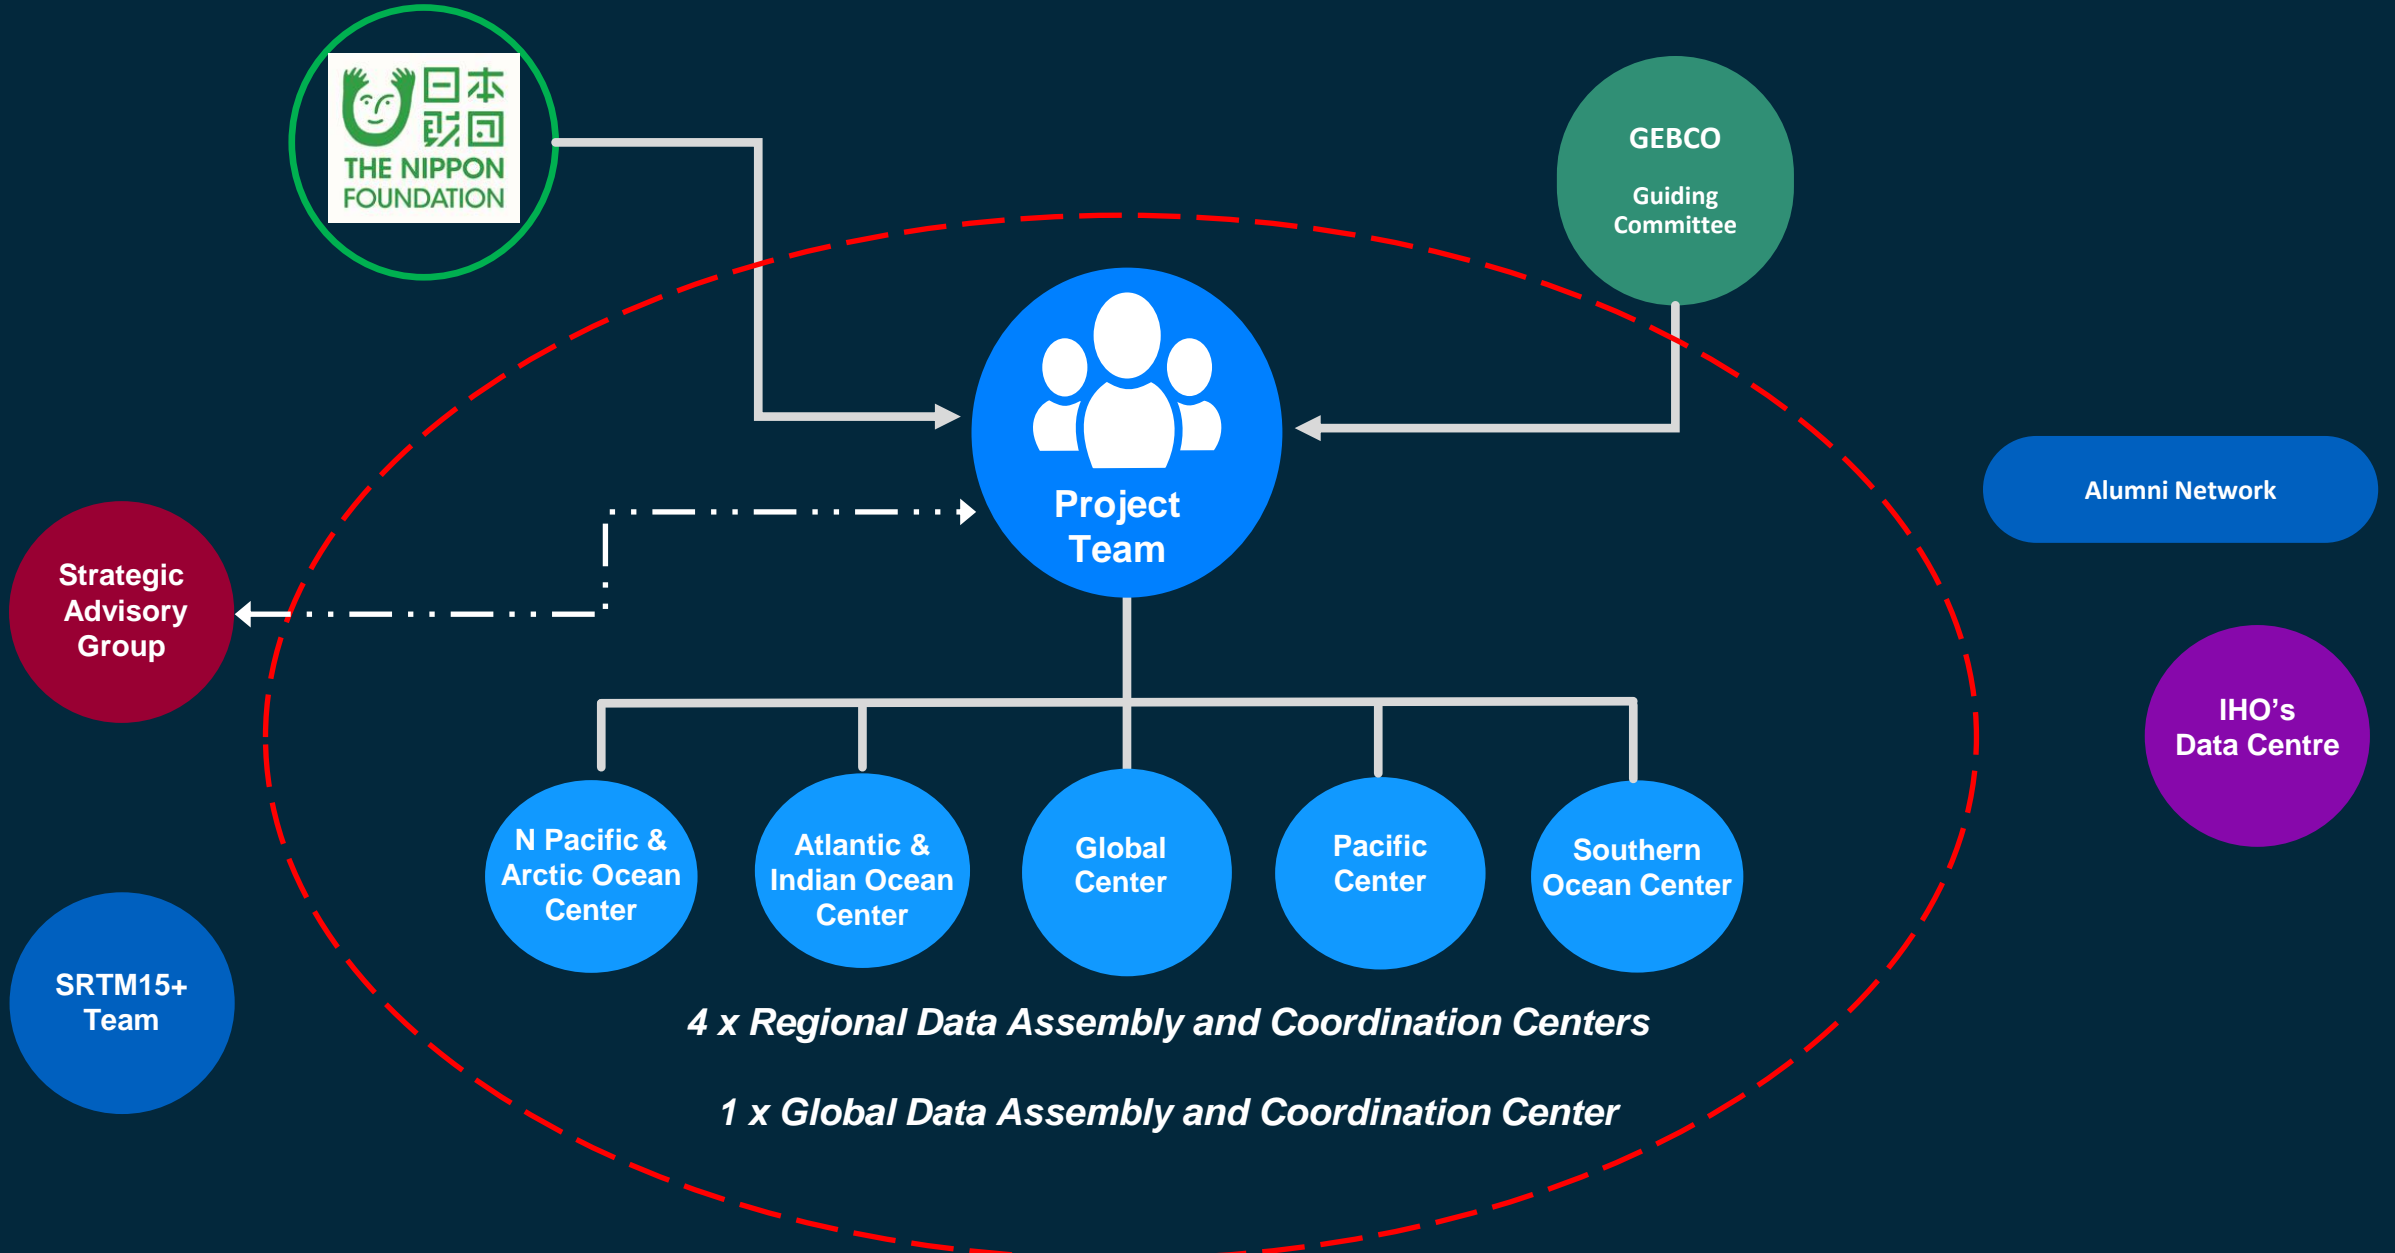 日本
財団
THE NIPPON
FOUNDATION
GEBCO
Guiding
Committee
Project
Team
Alumni Network
Strategic
Advisory
Group
IHO’s
Data Centre
N Pacific &
Arctic Ocean
Center
Atlantic &
Indian Ocean
Center
Global
Center
Pacific
Center
Southern
Ocean Center
SRTM15+
Team
4 x Regional Data Assembly and Coordination Centers
1 x Global Data Assembly and Coordination Center